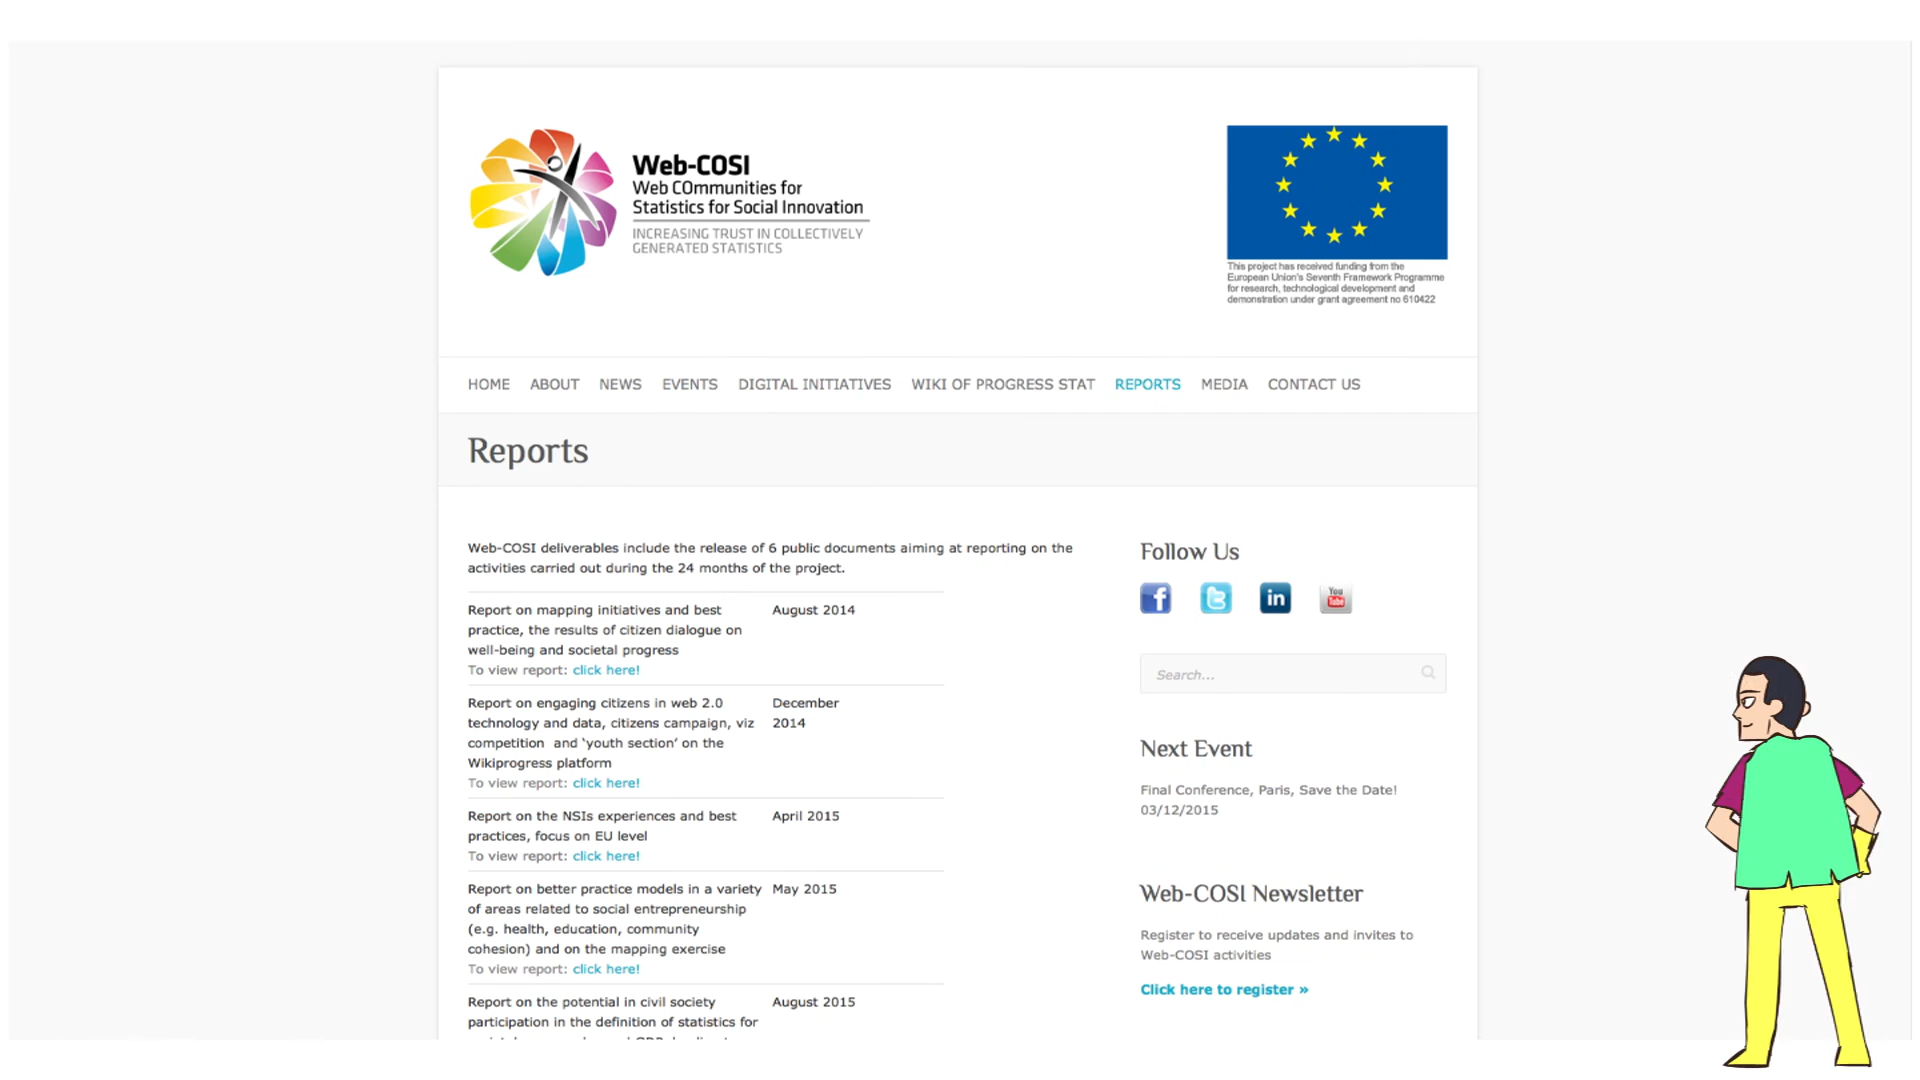 Web-COSI
Web COmmunities for
Statistics for Social Innovation
INCREASING TRUST IN COLLECTIVELY
GENERATED STATISTICS
This project has received funding from the
European Union's Seventh Framework Programme
for research, technological development and
demonstration under grant agreement no 610422
HOME ABOUT NEWS EVENTS DIGITAL INITIATIVES WIKI OF PROGRESS STAT REPORTS MEDIA CONTACT US
Reports
Web-COSI deliverables include the release of 6 public documents aiming at reporting on the
activities carried out during the 24 months of the project.
Report on mapping initiatives and best August 2014
practice, the results of citizen dialogue on
well-being and societal progress
To view report: click here!
Report on engaging citizens in web 2.0 December
technology and data, citizens campaign, viz 2014
competition and ‘youth section’ on the
Wikiprogress platform
To view report: click here!
Report on the NSIs experiences and best April 2015
practices, focus on EU level
To view report: click here!
Report on better practice models in a variety May 2015
of areas related to social entrepreneurship
(e.g. health, education, community
cohesion) and on the mapping exercise
To view report: click here!
Report on the potential in civil society August 2015
participation in the definition of statistics for
Follow Us
You
Tube
Search...
Next Event
Final Conference, Paris, Save the Date!
03/12/2015
Web-COSI Newsletter
Register to receive updates and invites to
Web-COSI activities
Click here to register »